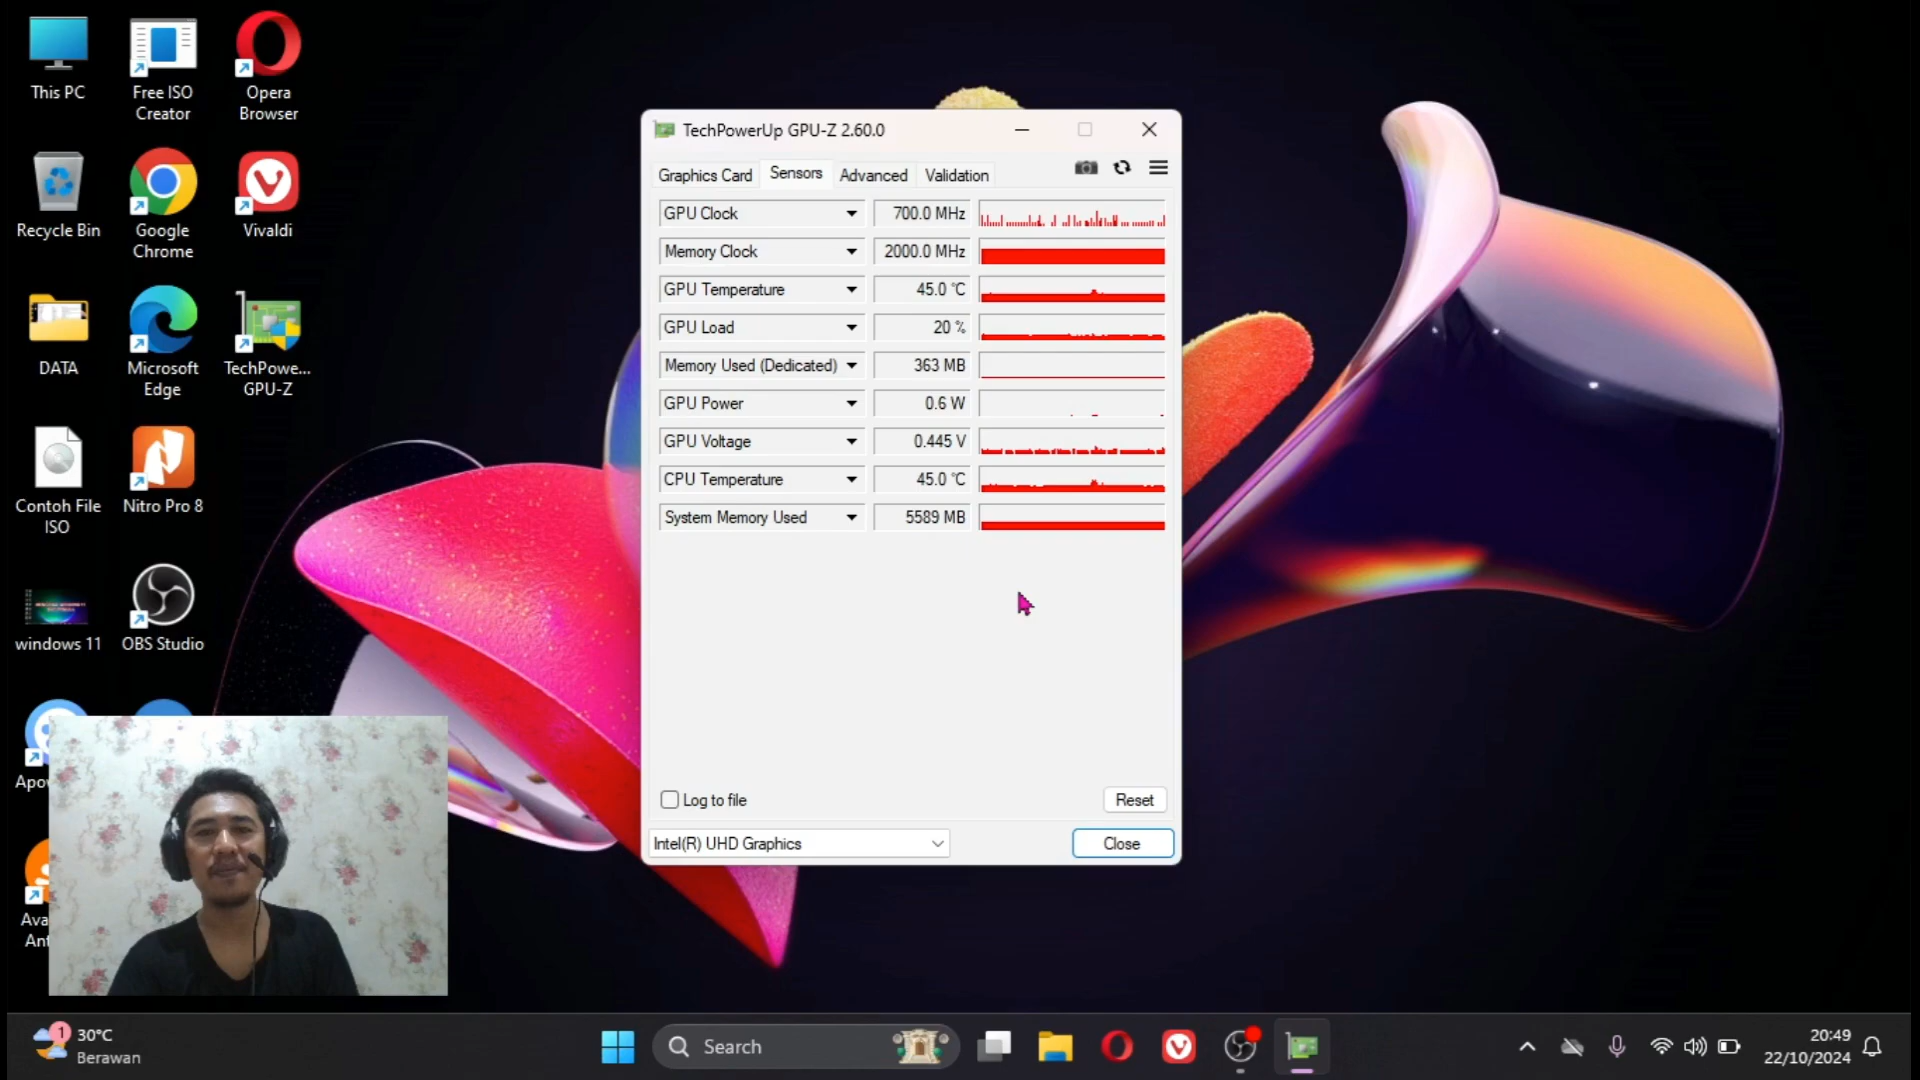 This PC
Free ISO
Creator
Opera
Browser
Recycle Bin
Google
Chrome
Vivaldi
DATA
Microsoft
Edge
TechPowe...
GPU-Z
Contoh File
ISO
Nitro Pro 8
windows 11
OBS Studio
TechPowerUp GPU-Z 2.60.0
Graphics Card
Sensors
Advanced
Validation
GPU Clock 700.0 MHz
Memory Clock 2000.0 MHz
GPU Temperature 45.0 °C
GPU Load 20 %
Memory Used (Dedicated) 363 MB
GPU Power 0.6 W
GPU Voltage 0.445 V
CPU Temperature 45.0 °C
System Memory Used 5589 MB
Log to file
Reset
Intel(R) UHD Graphics
Close
1
30°C
Berawan
Search
20:49
22/10/2024